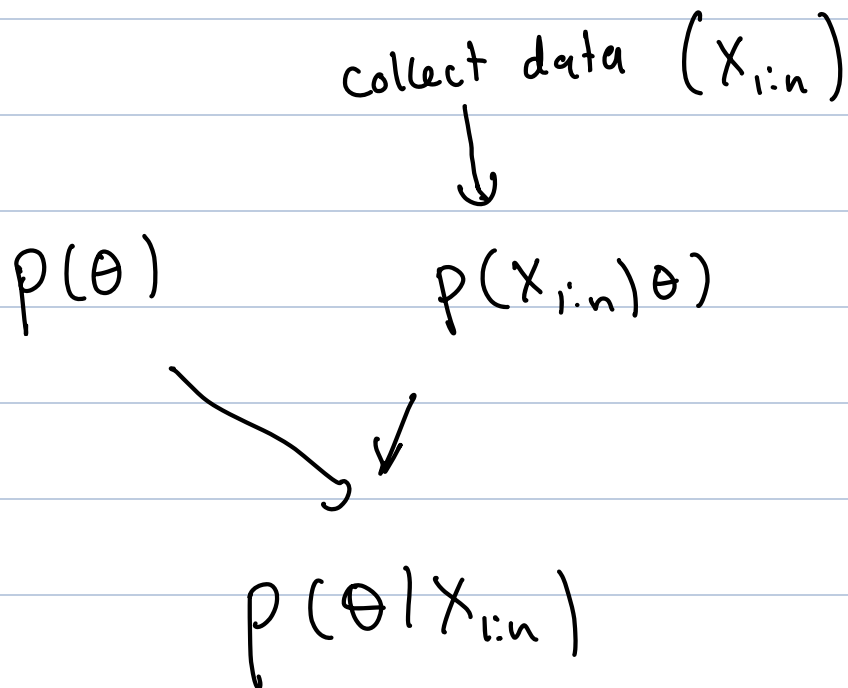 collect data (X₁:ₙ)
p(θ) p(X₁:ₙ|θ)
p(θ|X₁:ₙ)